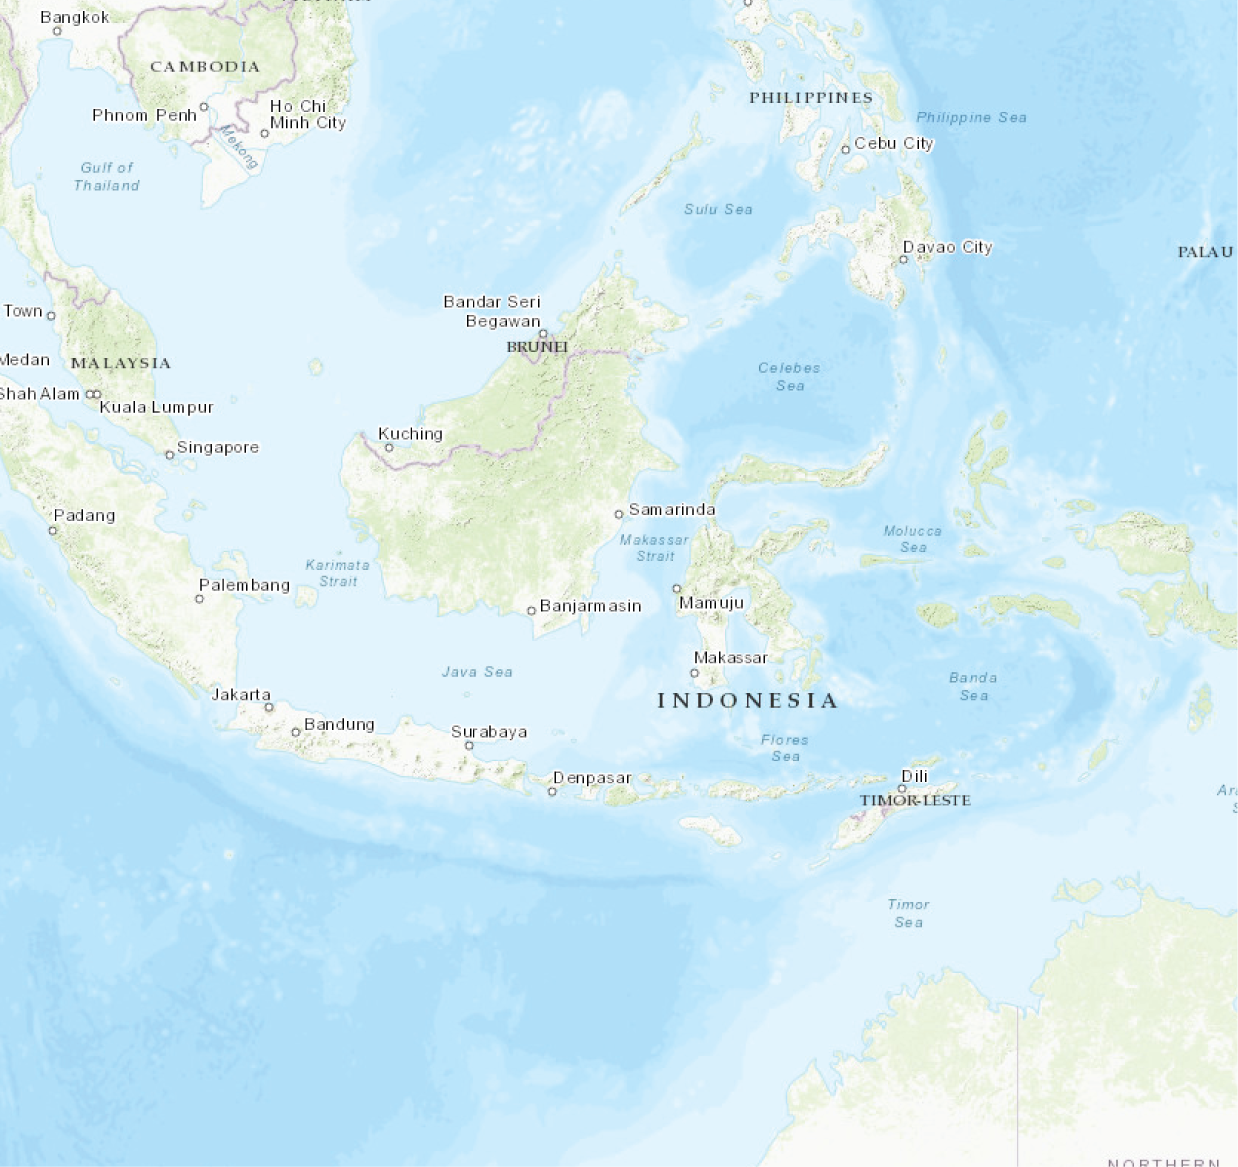 Bangkok
CAMBODIA
PHILIPPINES
Phnom Penh
Ho Chi
Minh City
Philippine Sea
Mekong
Cebu City
Gulf of
Thailand
Sulu Sea
Davao City
PALAU
Bandar Seri
Begawan
Town
BRUNEI
Medan
MALAYSIA
Celebes
Sea
Shah Alam
Kuala Lumpur
Kuching
Singapore
Samarinda
Padang
Makassar
Strait
Molucca
Sea
Karimata
Strait
Palembang
Banjarmasin
Mamuju
Makassar
Java Sea
Banda
Sea
Jakarta
INDONESIA
Bandung
Surabaya
Flores
Sea
Denpasar
Dili
TIMOR-LESTE
Timor
Sea
NORTHERN